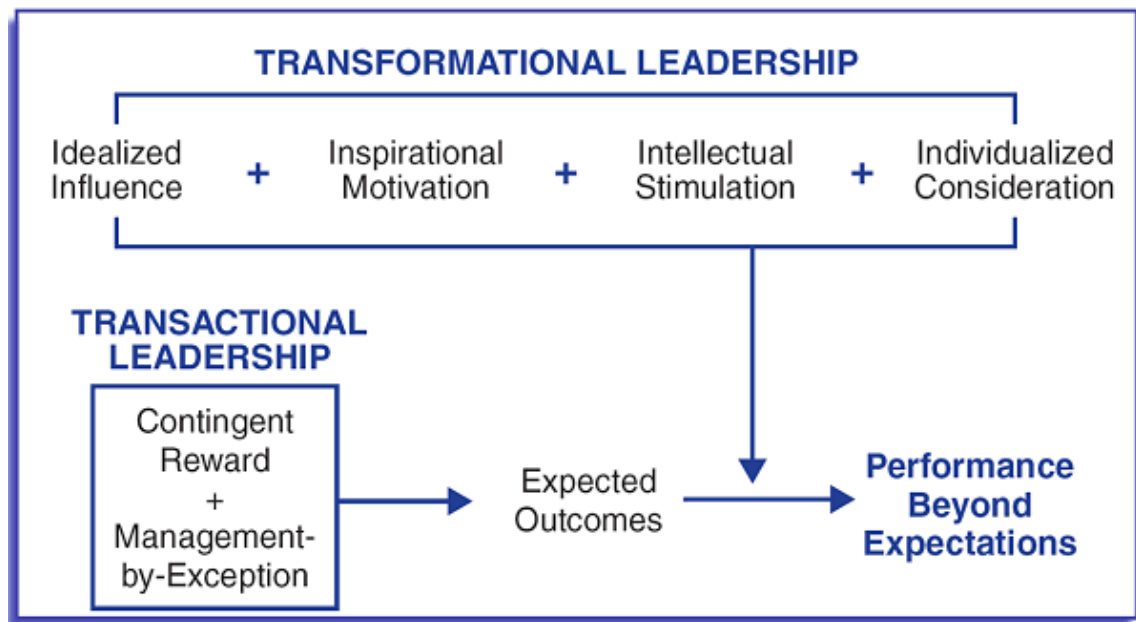 TRANSFORMATIONAL LEADERSHIP
Idealized Influence + Inspirational Motivation + Intellectual Stimulation + Individualized Consideration
TRANSACTIONAL
LEADERSHIP
Contingent
Reward
+
Management-
by-Exception
Expected
Outcomes
Performance
Beyond
Expectations